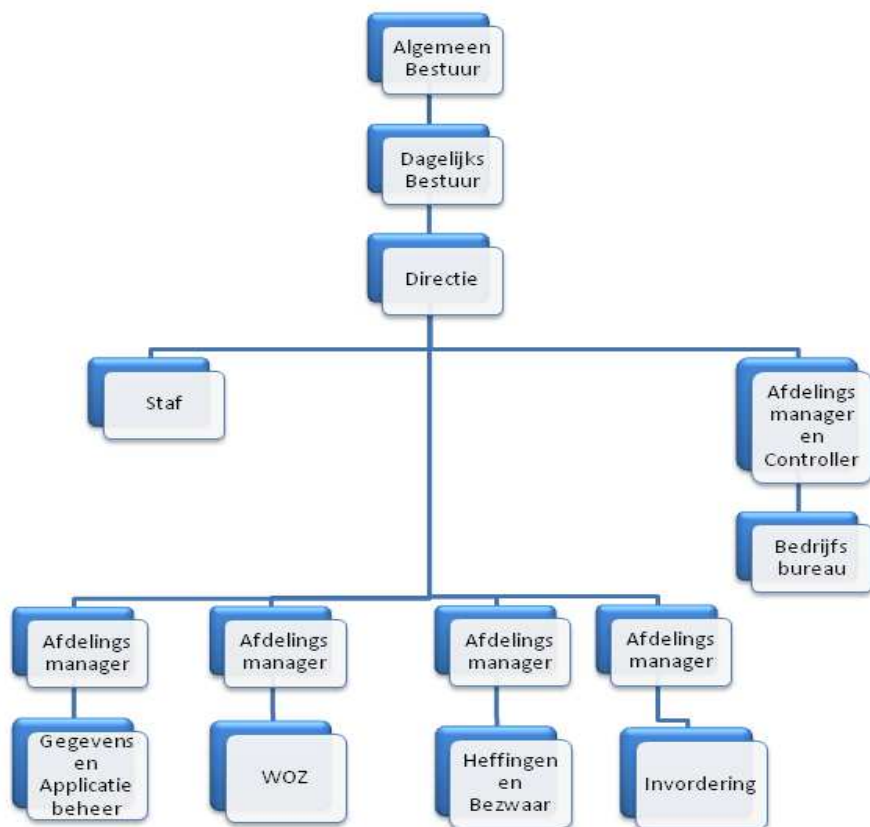 Algemeen
Bestuur
Dagelijks
Bestuur
Directie
Staf
Afdelings
manager
en
Controller
Bedrijfs
bureau
Afdelings
manager
Afdelings
manager
Afdelings
manager
Afdelings
manager
Gegevens
en
Applicatie
beheer
WOZ
Heffingen
en
Bezwaar
Invordering